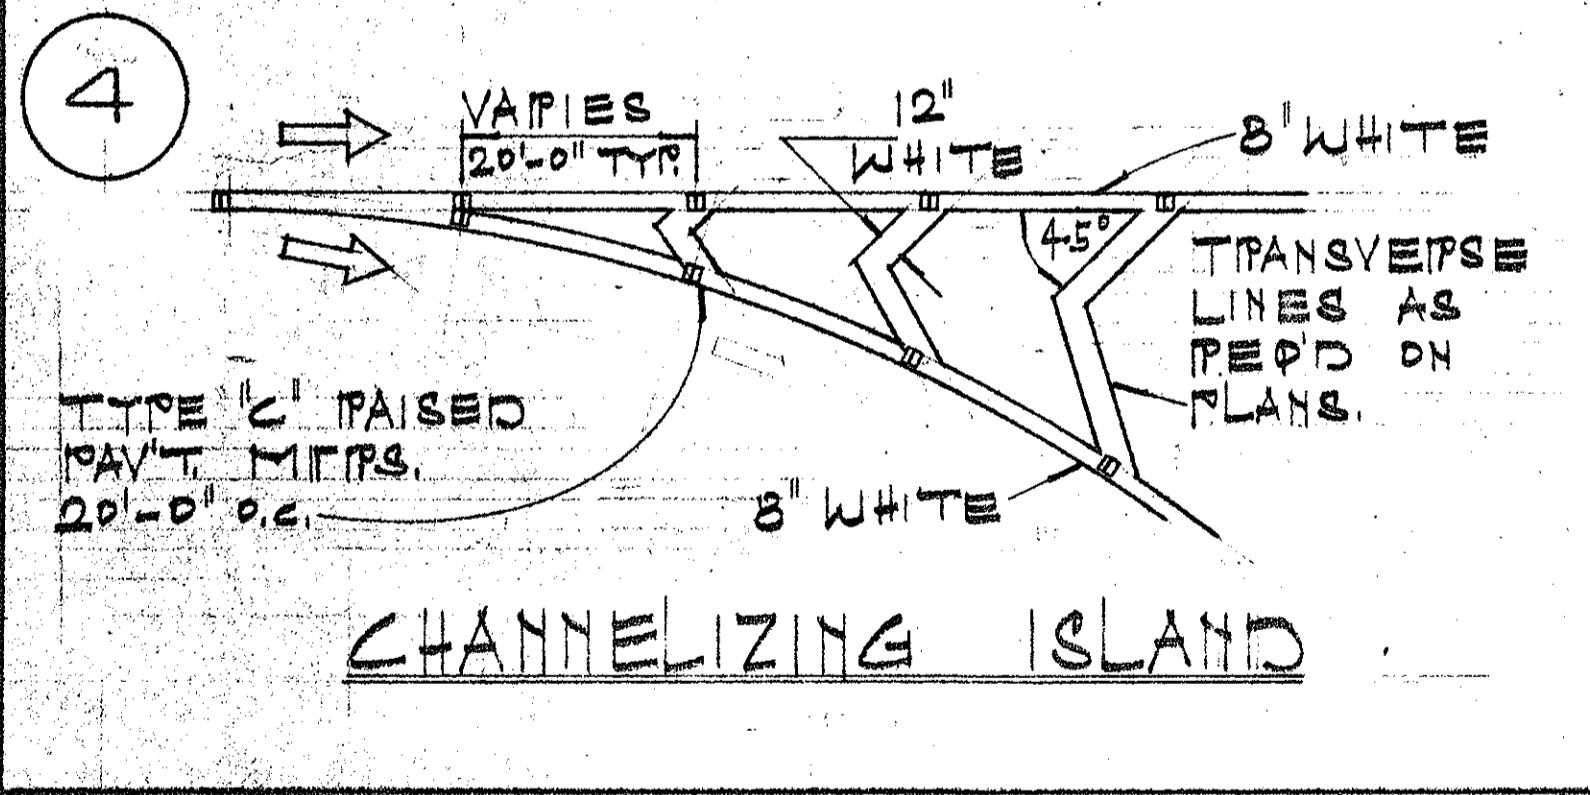 4
VARIES
20'-0" TYP.
12"
WHITE
8" WHITE
45°
TRANSVERSE
LINES AS
REQ'D ON
PLANS.
TYPE "C" RAISED
PAV'T. MRKRS.
20'-0" O.C.
8" WHITE
CHANNELIZING ISLAND